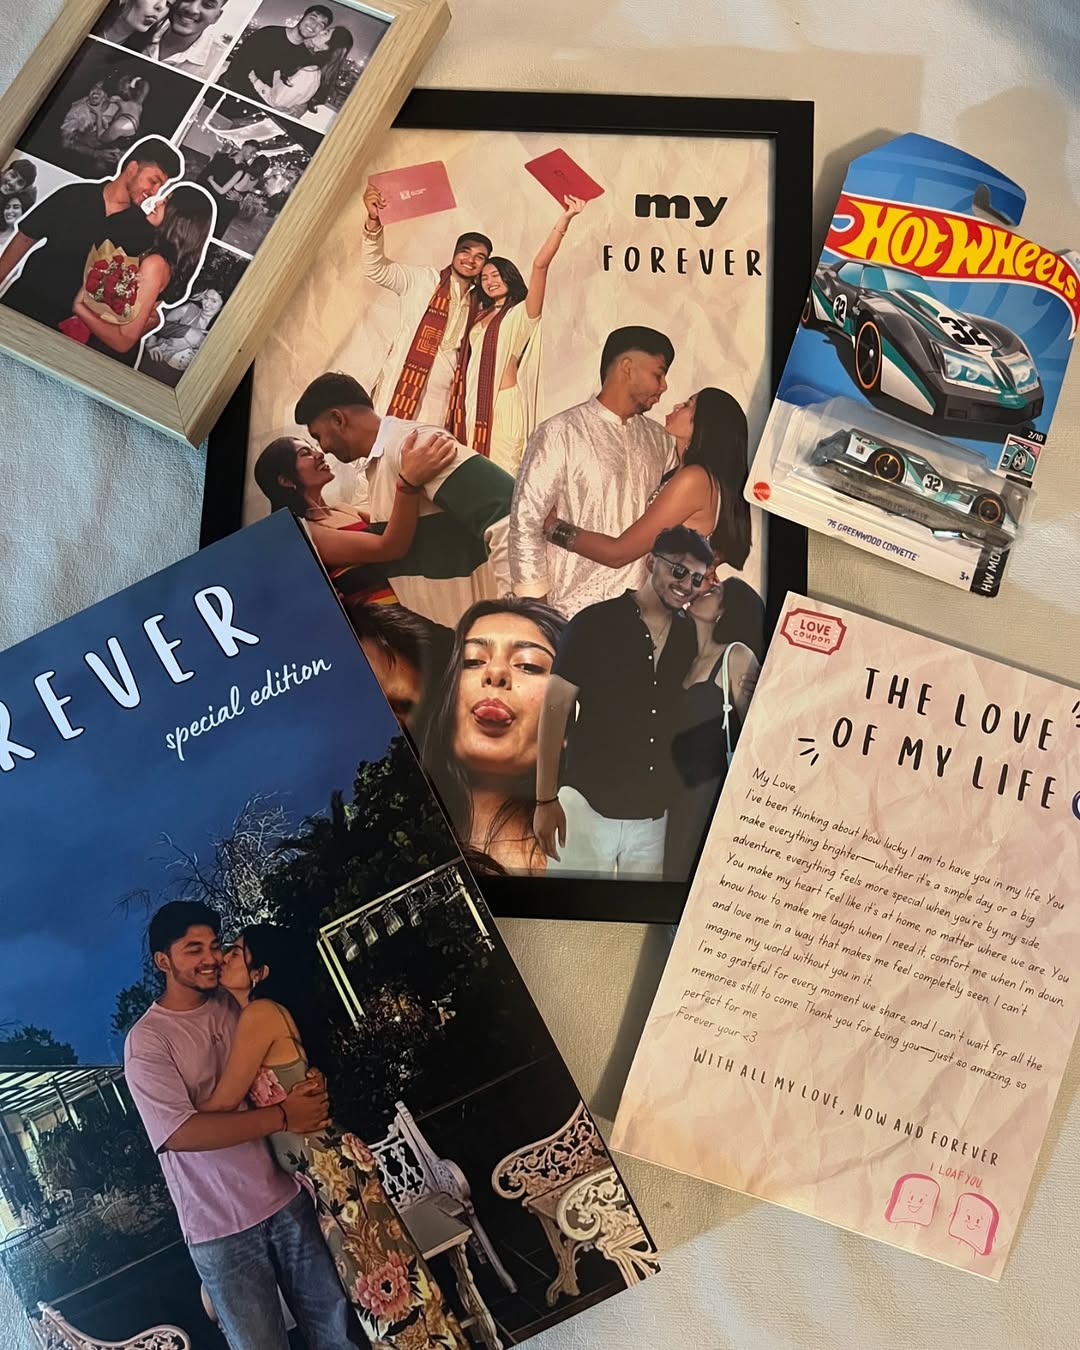 my
FOREVER
HOT WHEELS
32
32
2/10
32
'76 GREENWOOD CORVETTE
3+
REVER
special edition
LOVE
coupon
THE LOVE
OF MY LIFE
My Love,
I've been thinking about how lucky I am to have you in my life. You
make everything brighter—whether it's a simple day or a big
adventure, everything feels more special when you're by my side.
You make my heart feel like it's at home, no matter where we are. You
know how to make me laugh when I need it, comfort me when I'm down,
and love me in a way that makes me feel completely seen. I can't
imagine my world without you in it.
I'm so grateful for every moment we share, and I can't wait for all the
memories still to come. Thank you for being you—just so amazing, so
perfect for me.
Forever your <3
WITH ALL MY LOVE, NOW AND FOREVER
I LOAF YOU